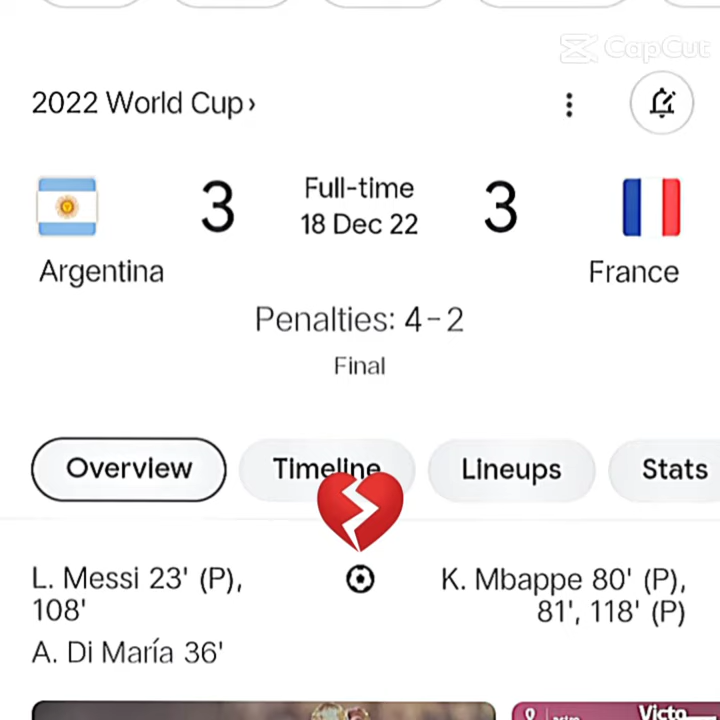 CapCut
2022 World Cup ›
3 Full-time 3
18 Dec 22
Argentina
France
Penalties: 4-2
Final
Overview Timeline Lineups Stats
L. Messi 23' (P),
108'
A. Di María 36'
K. Mbappe 80' (P),
81', 118' (P)